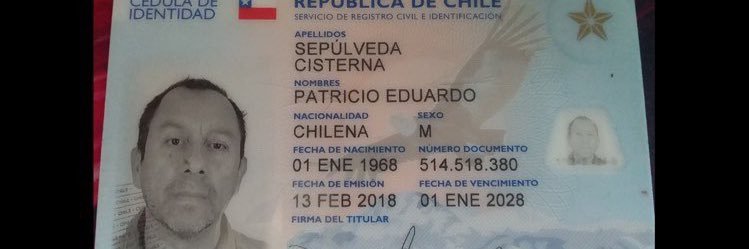 CÉDULA DE
IDENTIDAD
REPÚBLICA DE CHILE
SERVICIO DE REGISTRO CIVIL E IDENTIFICACIÓN
APELLIDOS
SEPÚLVEDA
CISTERNA
NOMBRES
PATRICIO EDUARDO
NACIONALIDAD SEXO
CHILENA M
FECHA DE NACIMIENTO NÚMERO DOCUMENTO
01 ENE 1968 514.518.380
FECHA DE EMISIÓN FECHA DE VENCIMIENTO
13 FEB 2018 01 ENE 2028
FIRMA DEL TITULAR